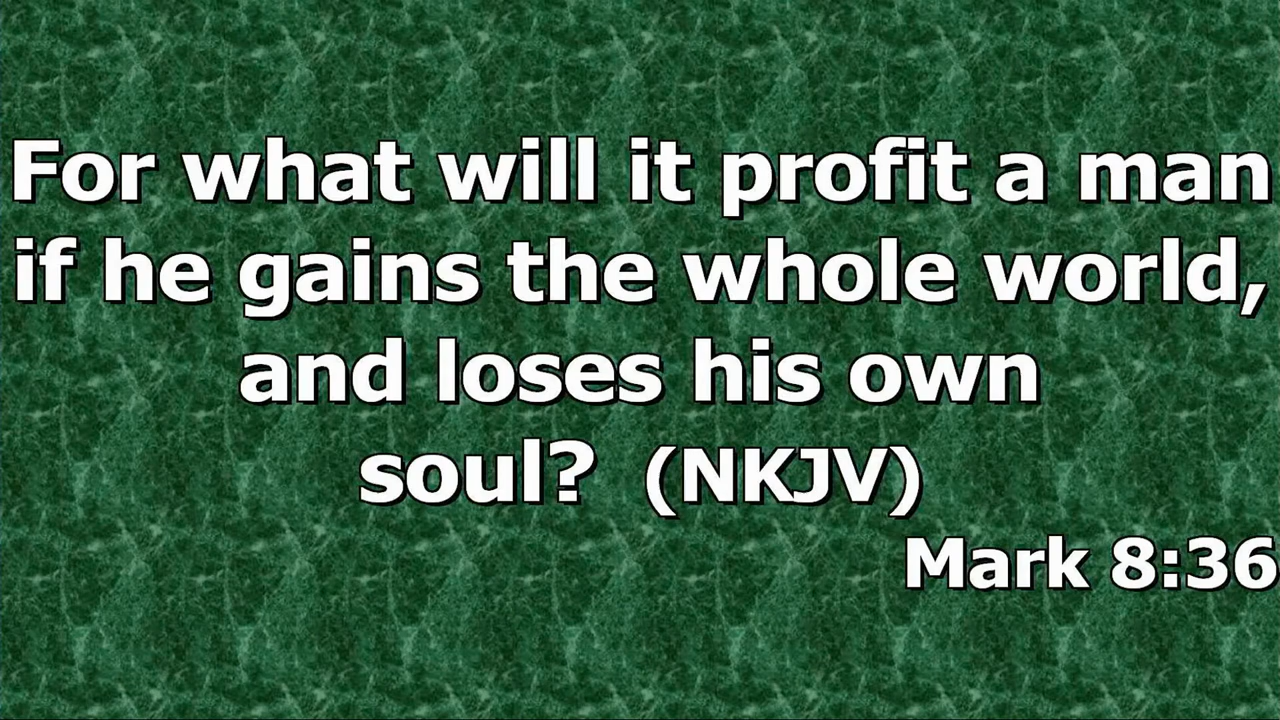 For what will it profit a man
if he gains the whole world,
and loses his own
soul? (NKJV)
Mark 8:36